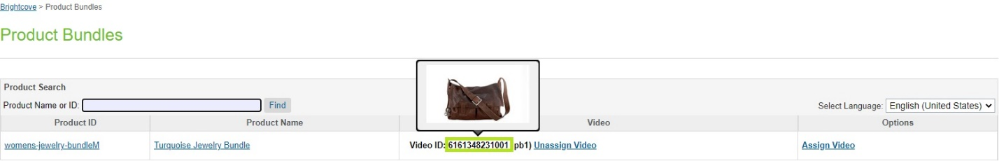 Brightcove > Product Bundles
Product Bundles
Product Search
Product Name or ID: Find
Select Language: English (United States)
Product ID Product Name Video Options
womens-jewelry-bundleM Turquoise Jewelry Bundle Video ID: 6161348231001 pb1) Unassign Video Assign Video